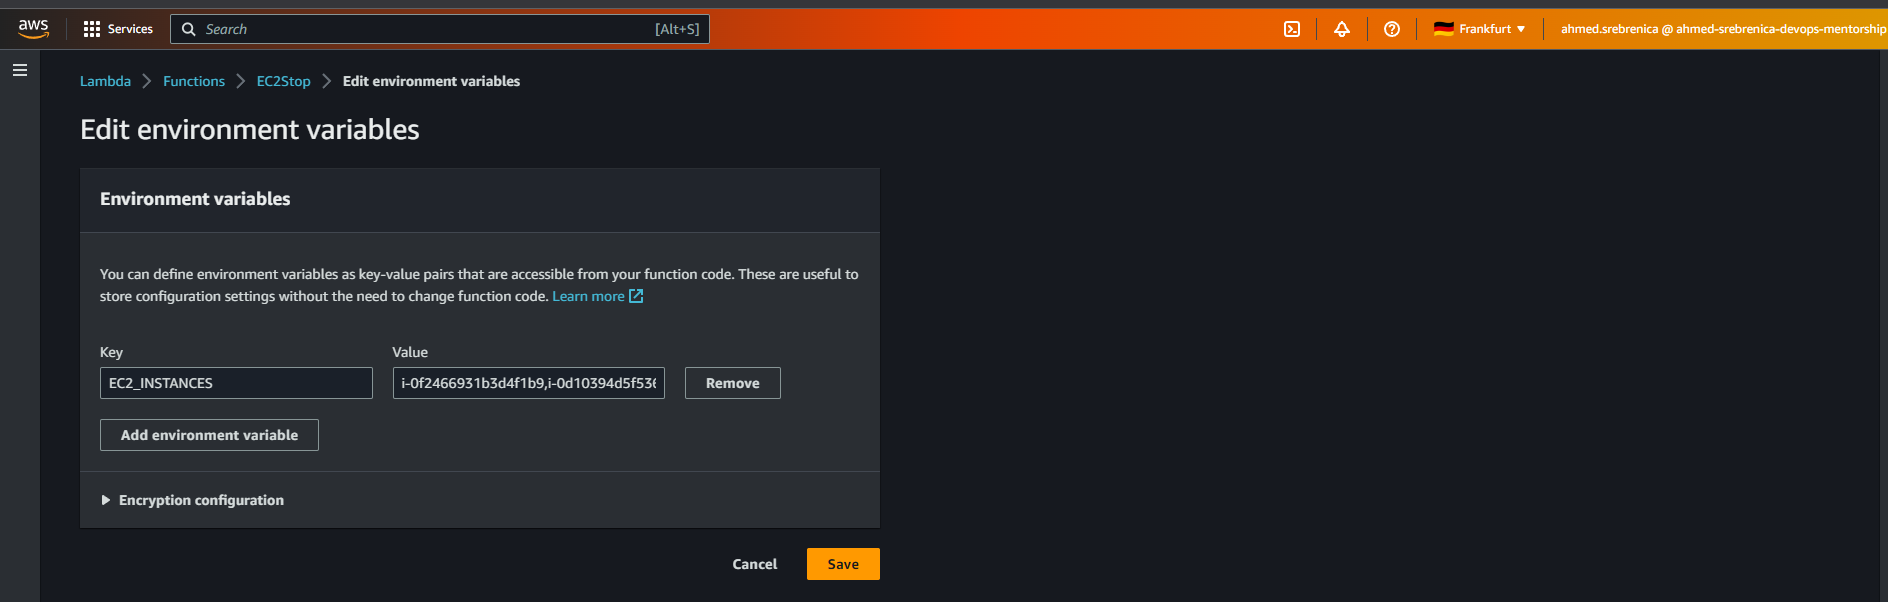 aws Services Search [Alt+S] Frankfurt ▼ ahmed.srebrenica @ ahmed-srebrenica-devops-mentorship
Lambda > Functions > EC2Stop > Edit environment variables
Edit environment variables
Environment variables
You can define environment variables as key-value pairs that are accessible from your function code. These are useful to
store configuration settings without the need to change function code. Learn more
Key Value
EC2_INSTANCES i-0f2466931b3d4f1b9,i-0d10394d5f536 Remove
Add environment variable
Encryption configuration
Cancel Save